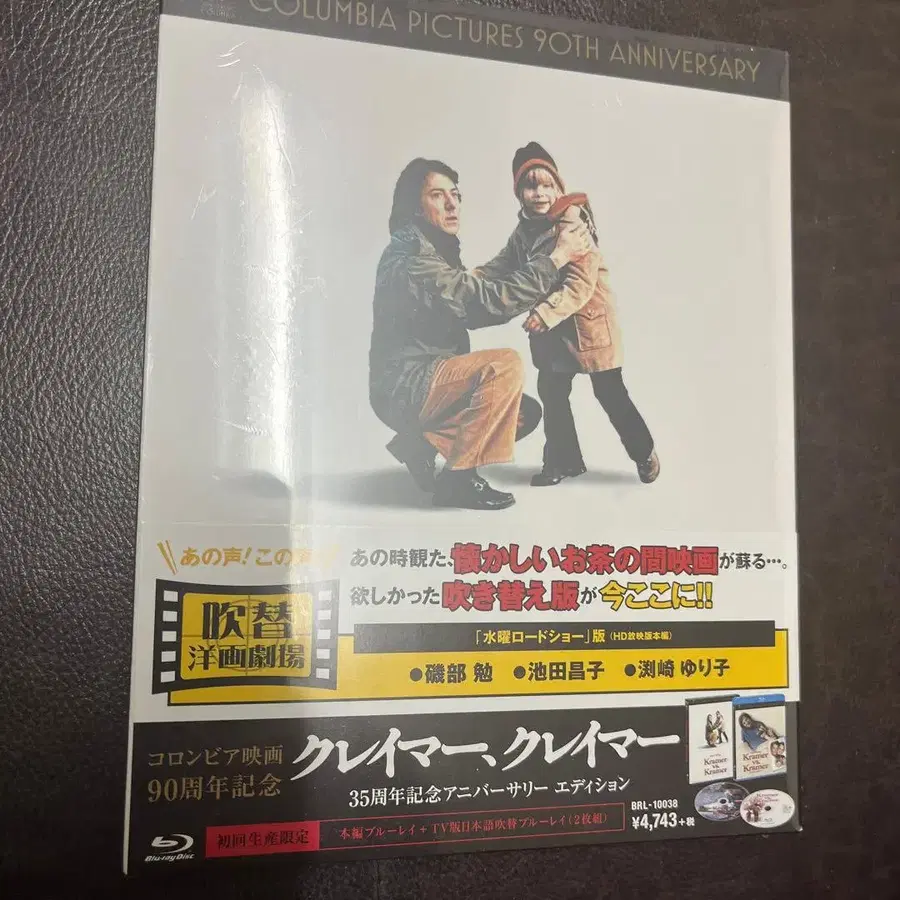 COLUMBIA PICTURES 90TH ANNIVERSARY
あの声!この声!
吹替
洋画劇場
あの時観た、懐かしいお茶の間映画が蘇る…。
欲しかった吹き替え版が今ここに!!
「水曜ロードショー」版(HD放映版本編)
●磯部 勉 ●池田昌子 ●渕崎 ゆり子
コロンビア映画
90周年記念
クレイマー、クレイマー
35周年記念アニバーサリー エディション
Kramer
vs.
Kramer
Kramer
vs.
Kramer
Blu-ray Disc
初回生産限定
本編ブルーレイ+TV版日本語吹替ブルーレイ(2枚組)
BRL-10038
¥4,743+税